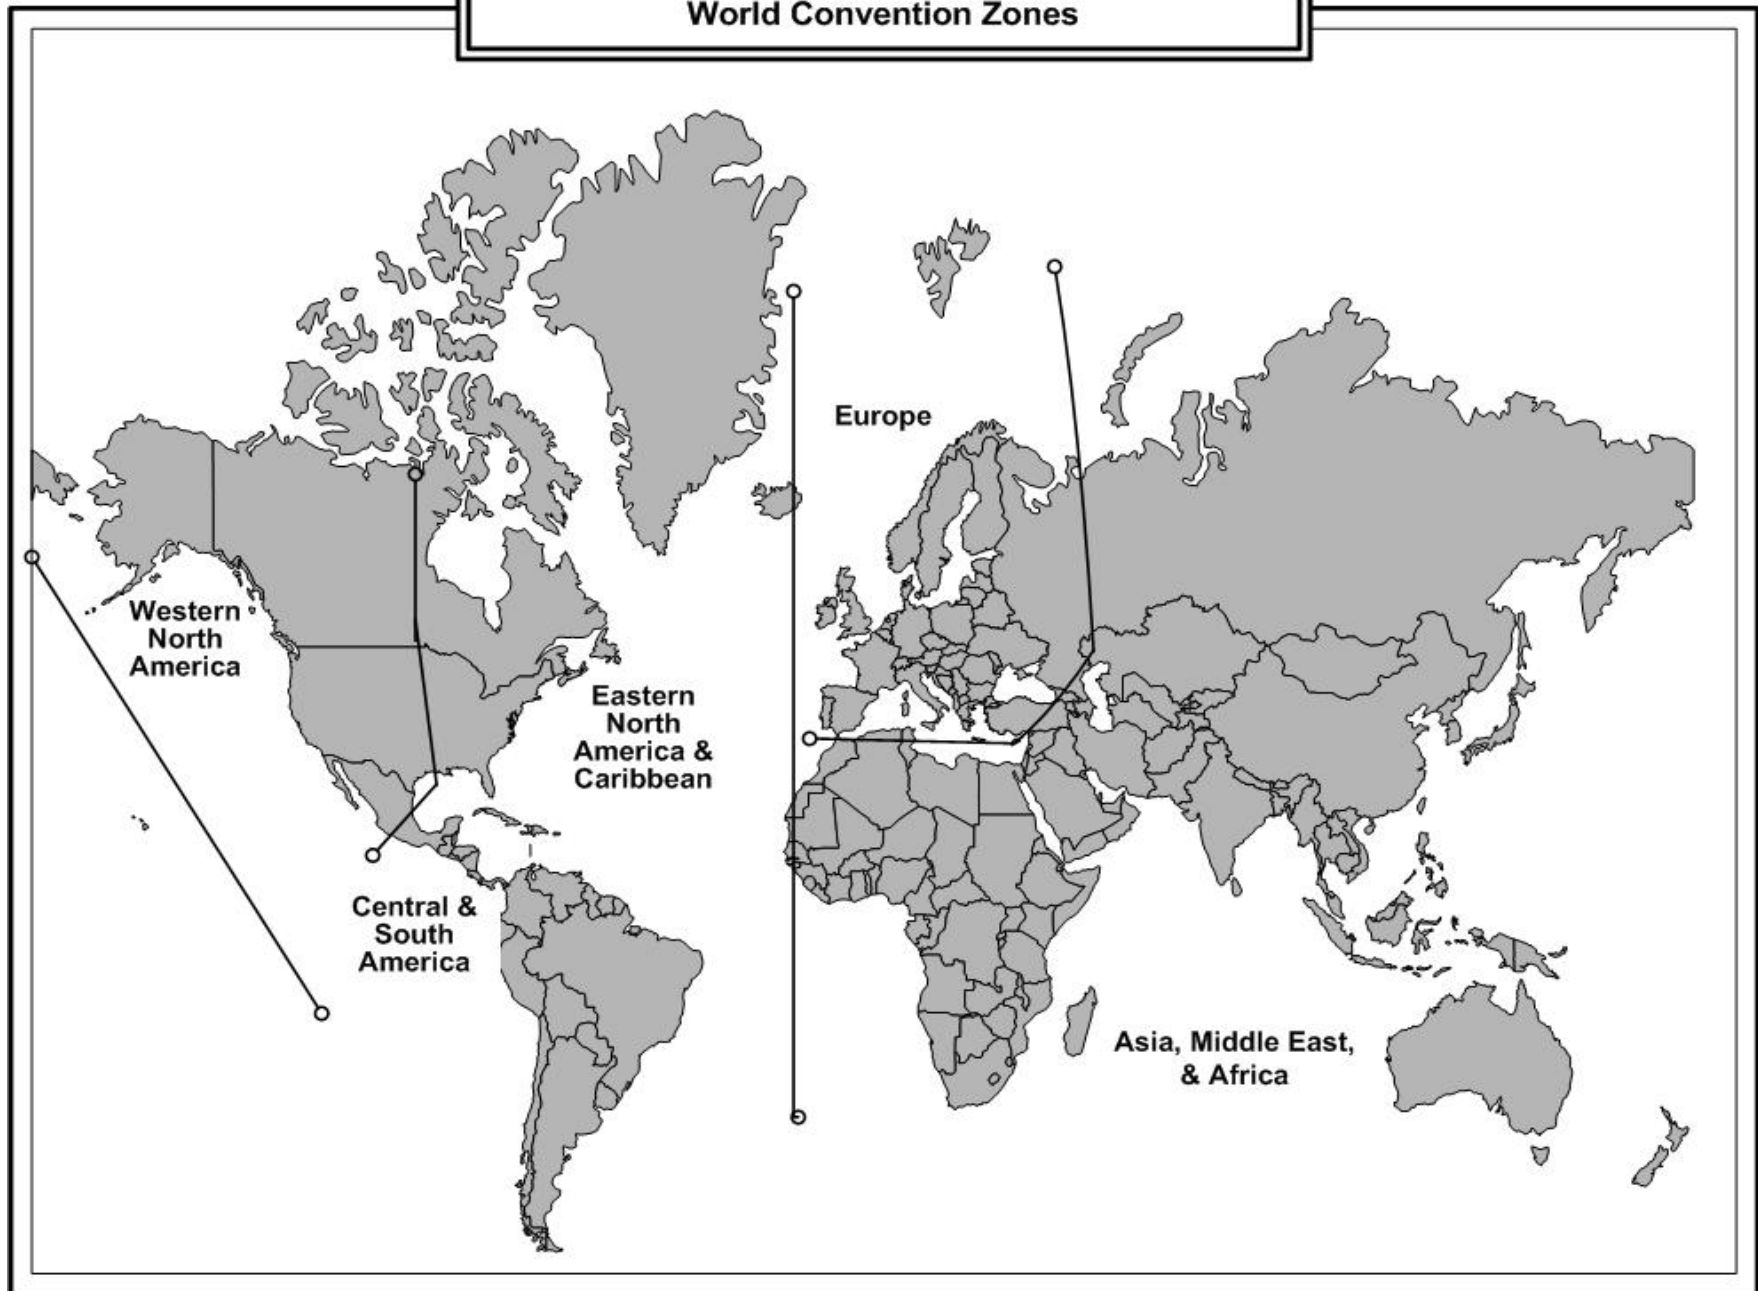 World Convention Zones
Europe
Western
North
America
Eastern
North
America &
Caribbean
Central &
South
America
Asia, Middle East,
& Africa